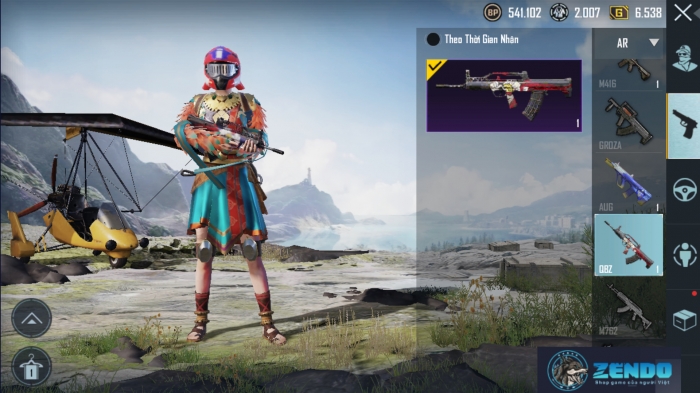 BP 541.102 2.007 G 6.538
Theo Thời Gian Nhận
AR
M416
1
1
GROZA
AUG
1
QBZ
1
M762
ZENDO
Shop game của người Việt